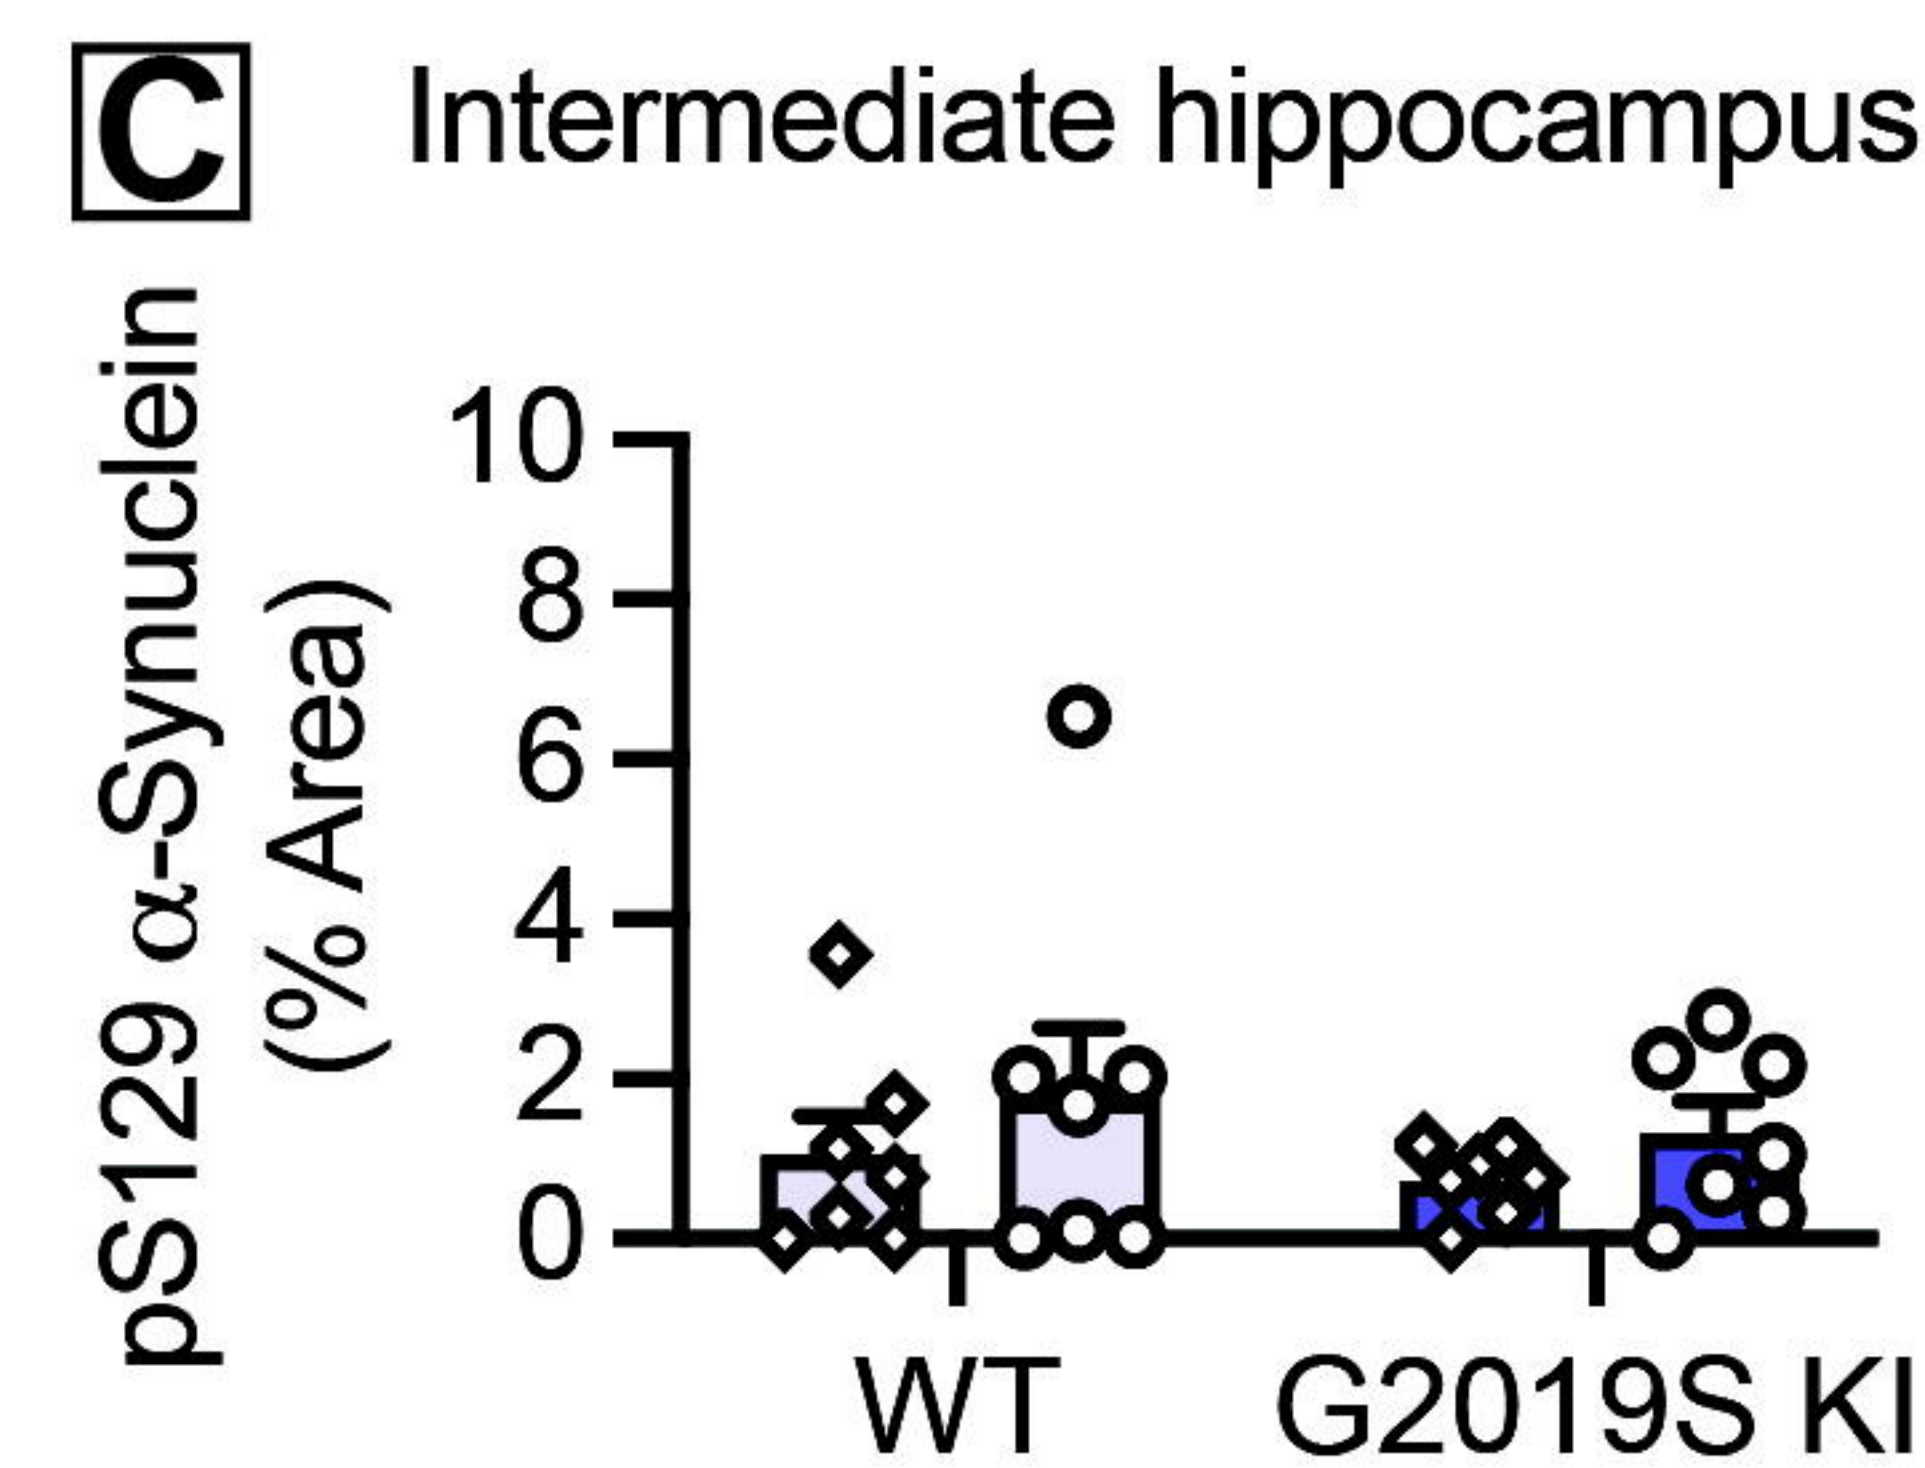 C
Intermediate hippocampus
pS129 α-Synuclein
(% Area)
10
8
6
4
2
0
WT
G2019S KI